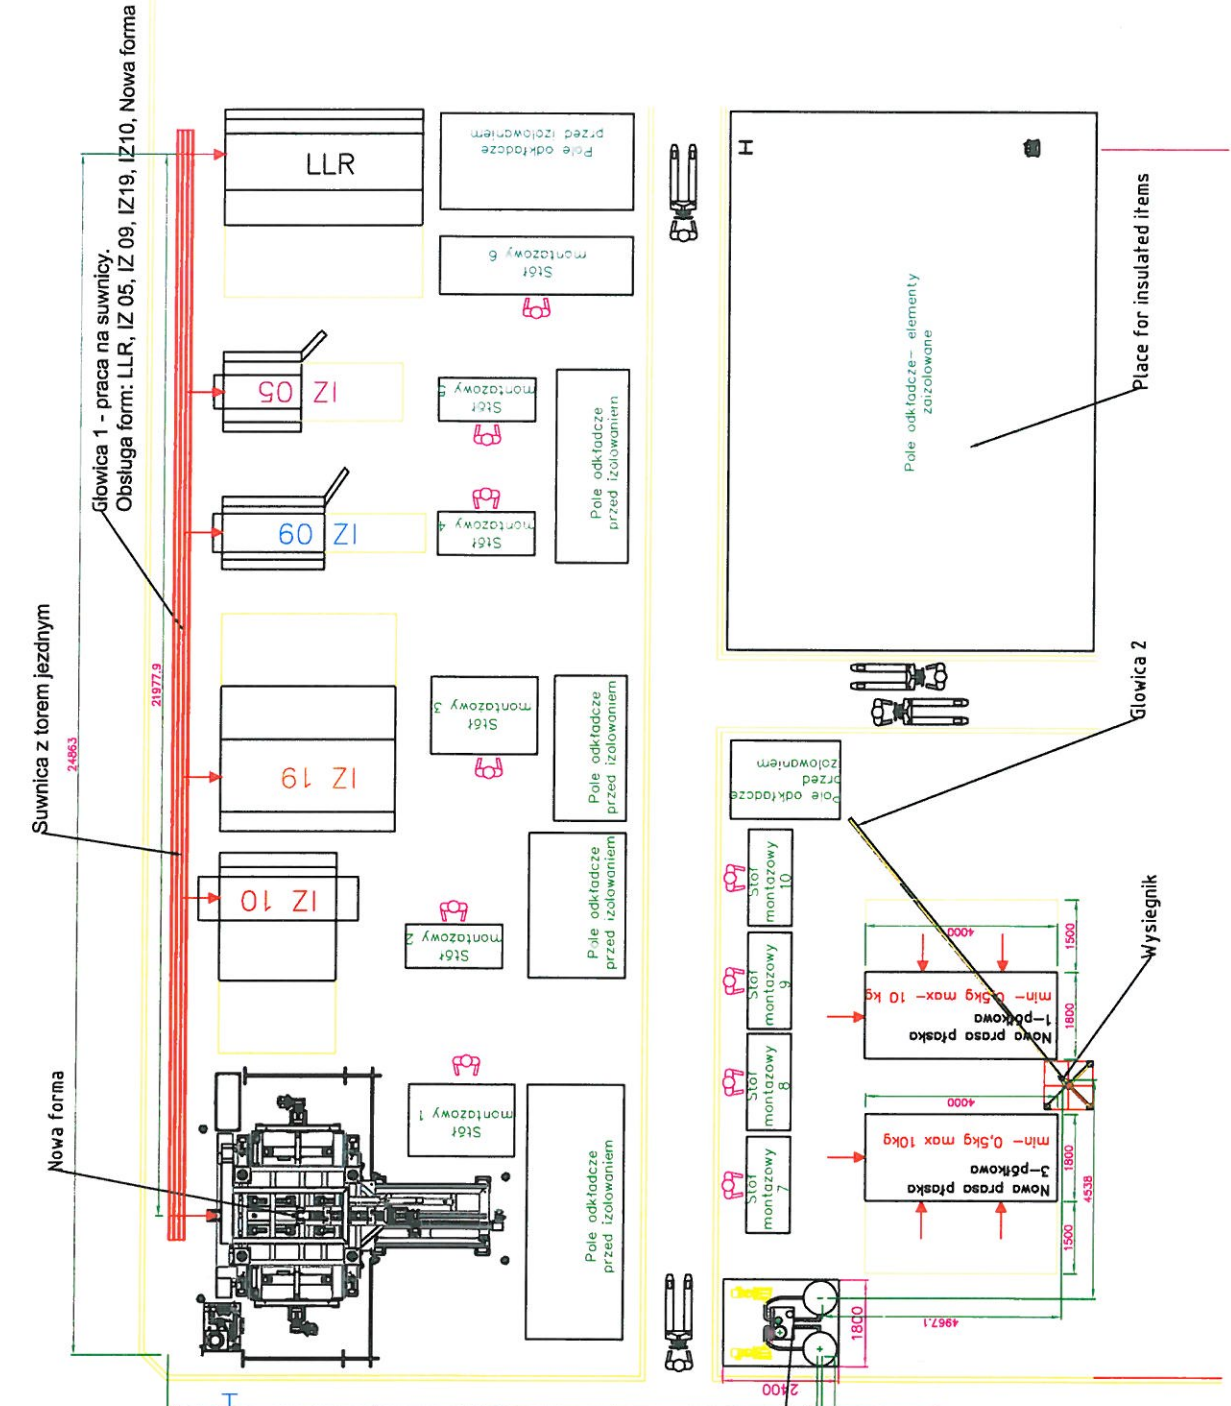 Głowica 1 - praca na suwnicy.
Obsługa form: LLR, IZ 05, IZ 09, IZ19, IZ10, Nowa forma
Suwnica z torem jezdnym
24863
21977.9
Nowa forma
LLR
Pole odkładcze
przed izolowaniem
Stół
montażowy 6
IZ 05
Stół
montażowy 5
Pole odkładcze
przed izolowaniem
IZ 09
Stół
montażowy 4
IZ 19
Stół
montażowy 3
Pole odkładcze
przed izolowaniem
IZ 10
Stół
montażowy 2
Pole odkładcze
przed izolowaniem
Stół
montażowy 1
Pole odkładcze
przed izolowaniem
H
Pole odkładcze- elementy
zaizolowane
Place for insulated items
Głowica 2
Pole odkładcze
przed
zolowaniem
Stół
montażowy
10
Stół
montażowy
9
Stół
montażowy
8
Stół
montażowy
7
Wysiegnik
4000
1500
1800
Nowa prasa płaska
1-półkowa
min- 0,5kg max- 10 kg
4000
1800
1500
Nowa prasa płaska
3-półkowa
min- 0,5kg max 10kg
4538
4967.1
1800
2400